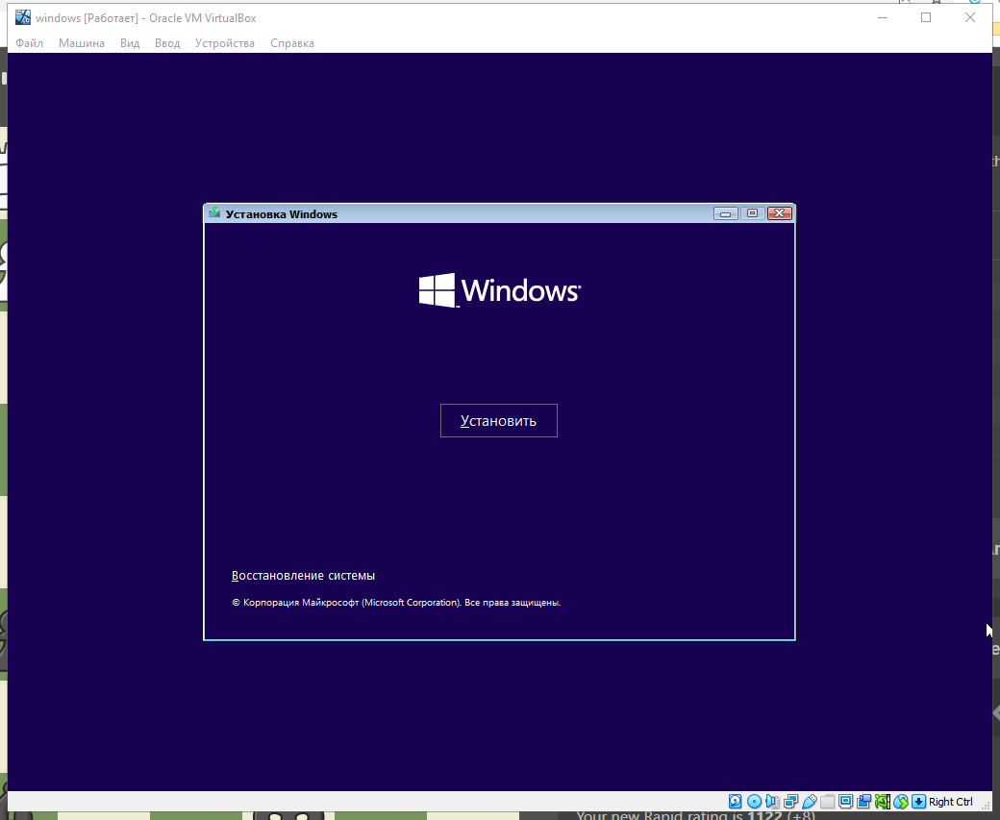 windows [Работает] - Oracle VM VirtualBox
Файл Машина Вид Ввод Устройства Справка
Установка Windows
Windows
Установить
Восстановление системы
© Корпорация Майкрософт (Microsoft Corporation). Все права защищены.
Right Ctrl
Your new Rapid rating is 1122 (+8)